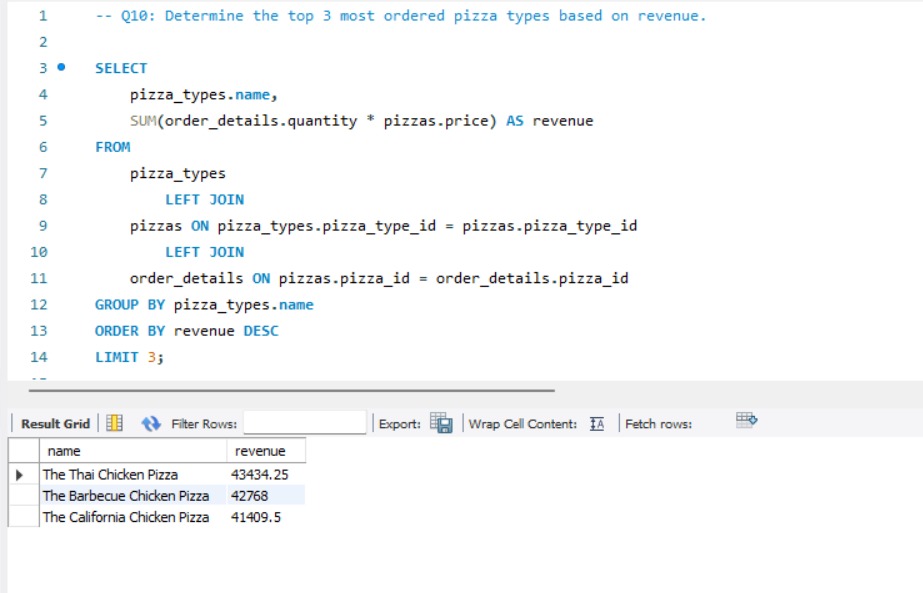 1 -- Q10: Determine the top 3 most ordered pizza types based on revenue.
2
3 SELECT
4 pizza_types.name,
5 SUM(order_details.quantity * pizzas.price) AS revenue
6 FROM
7 pizza_types
8 LEFT JOIN
9 pizzas ON pizza_types.pizza_type_id = pizzas.pizza_type_id
10 LEFT JOIN
11 order_details ON pizzas.pizza_id = order_details.pizza_id
12 GROUP BY pizza_types.name
13 ORDER BY revenue DESC
14 LIMIT 3;
Result Grid Filter Rows: Export: Wrap Cell Content: IA Fetch rows:
name revenue
The Thai Chicken Pizza 43434.25
The Barbecue Chicken Pizza 42768
The California Chicken Pizza 41409.5